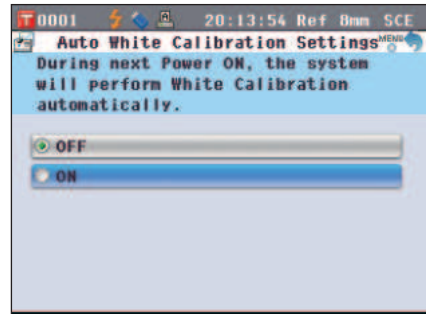 T0001 20:13:54 Ref 8mm SCE
Auto White Calibration Settings MENU
During next Power ON, the system
will perform White Calibration
automatically.
OFF
ON